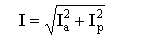 I = √(I_a^2 + I_p^2)